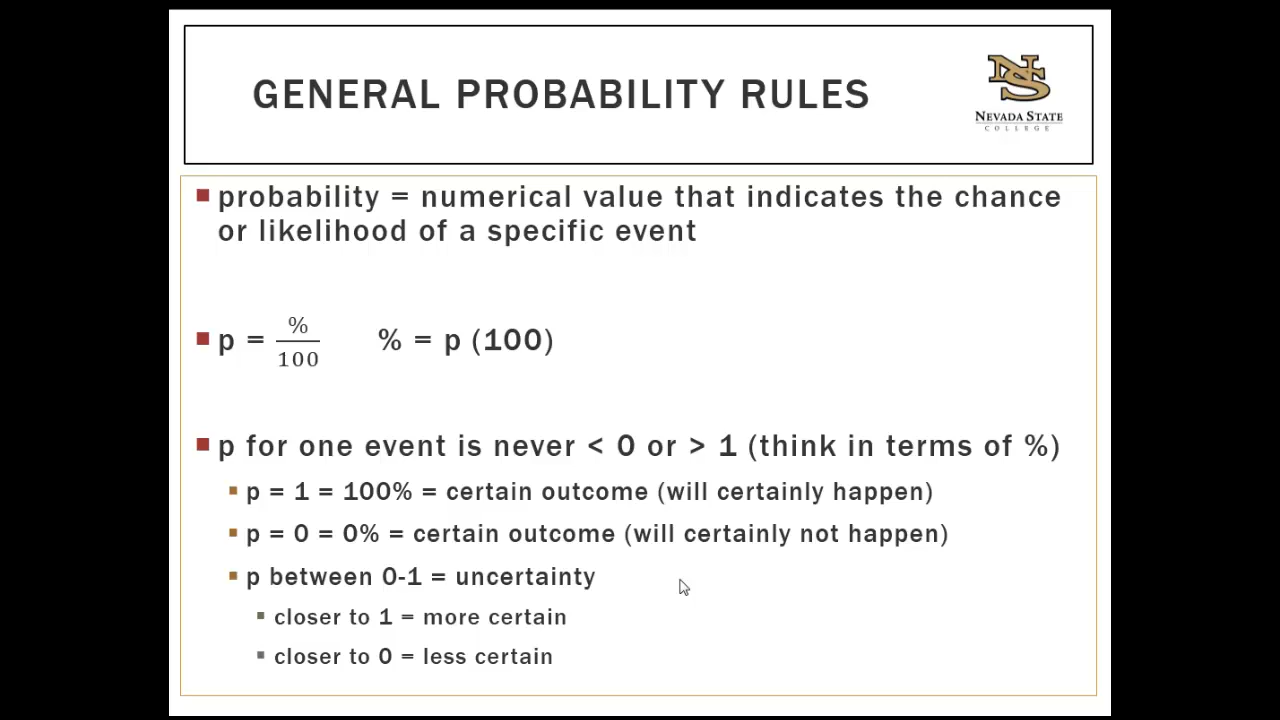 GENERAL PROBABILITY RULES
NS
NEVADA STATE
COLLEGE
probability = numerical value that indicates the chance
or likelihood of a specific event
p = %/100 % = p (100)
p for one event is never < 0 or > 1 (think in terms of %)
p = 1 = 100% = certain outcome (will certainly happen)
p = 0 = 0% = certain outcome (will certainly not happen)
p between 0-1 = uncertainty
closer to 1 = more certain
closer to 0 = less certain